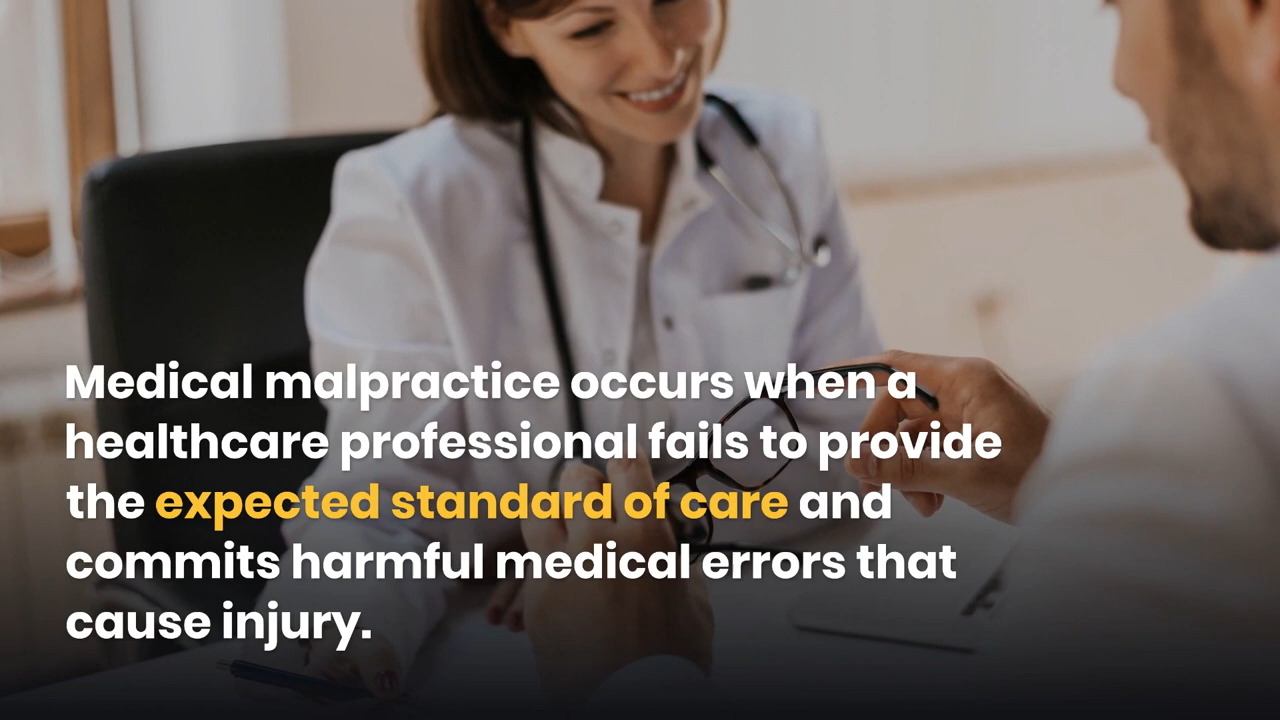 Medical malpractice occurs when a
healthcare professional fails to provide
the expected standard of care and
commits harmful medical errors that
cause injury.